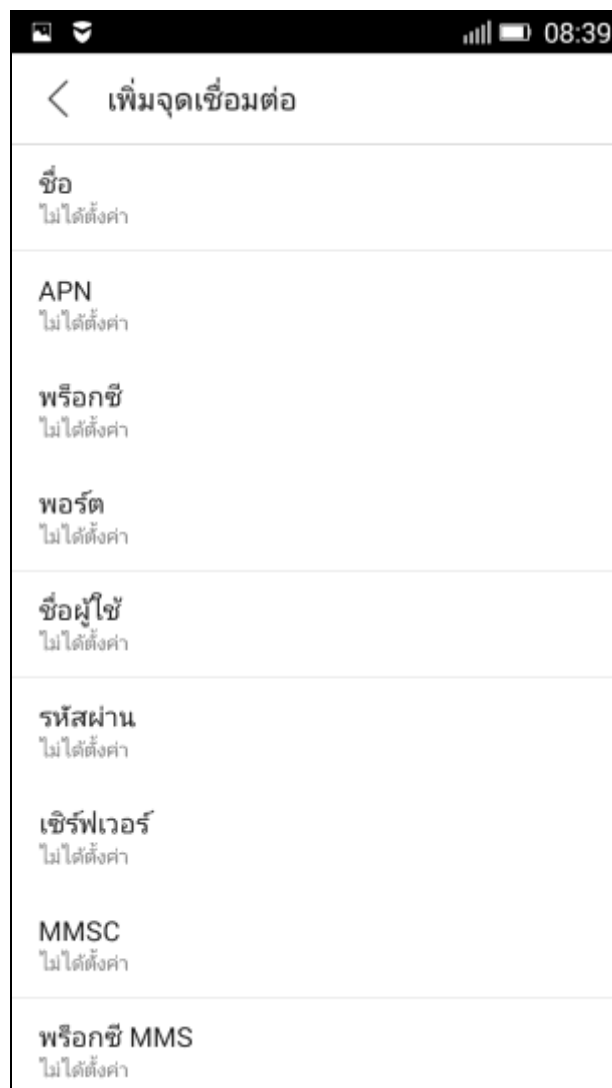 08:39
เพิ่มจุดเชื่อมต่อ
ชื่อ
ไม่ได้ตั้งค่า
APN
ไม่ได้ตั้งค่า
พร็อกซี
ไม่ได้ตั้งค่า
พอร์ต
ไม่ได้ตั้งค่า
ชื่อผู้ใช้
ไม่ได้ตั้งค่า
รหัสผ่าน
ไม่ได้ตั้งค่า
เซิร์ฟเวอร์
ไม่ได้ตั้งค่า
MMSC
ไม่ได้ตั้งค่า
พร็อกซี MMS
ไม่ได้ตั้งค่า